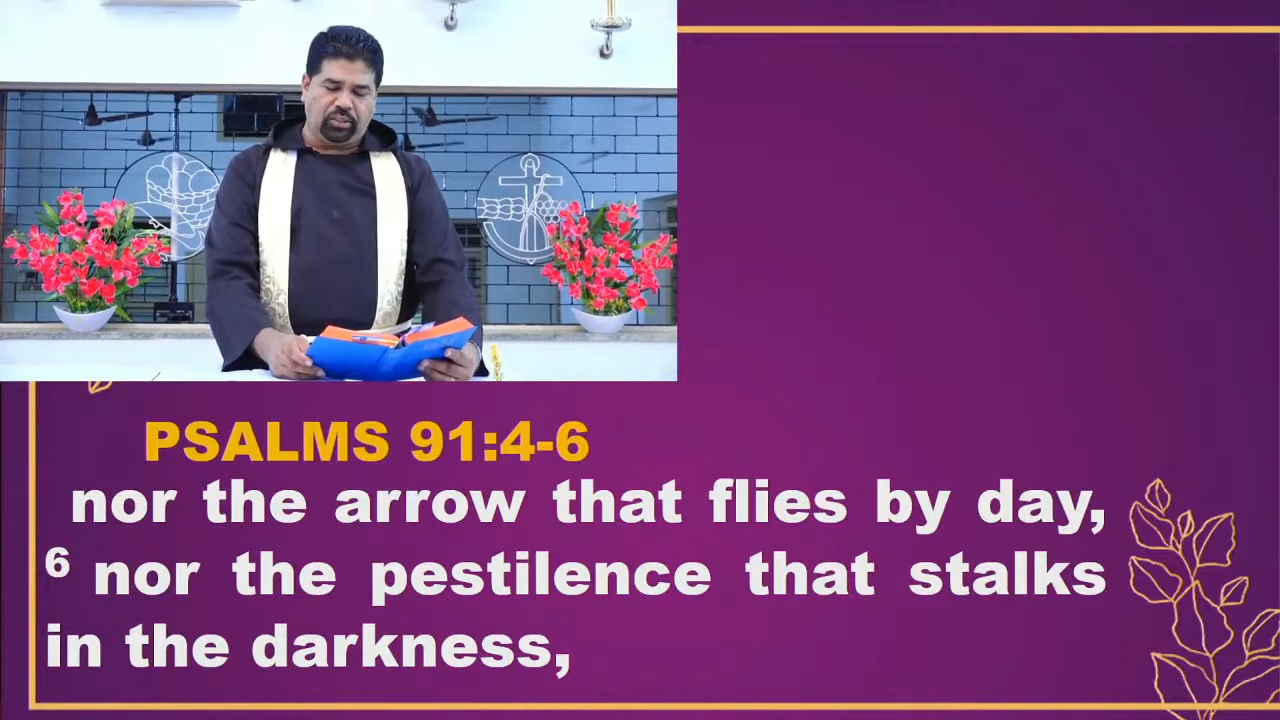 PSALMS 91:4-6
nor the arrow that flies by day,
6 nor the pestilence that stalks
in the darkness,